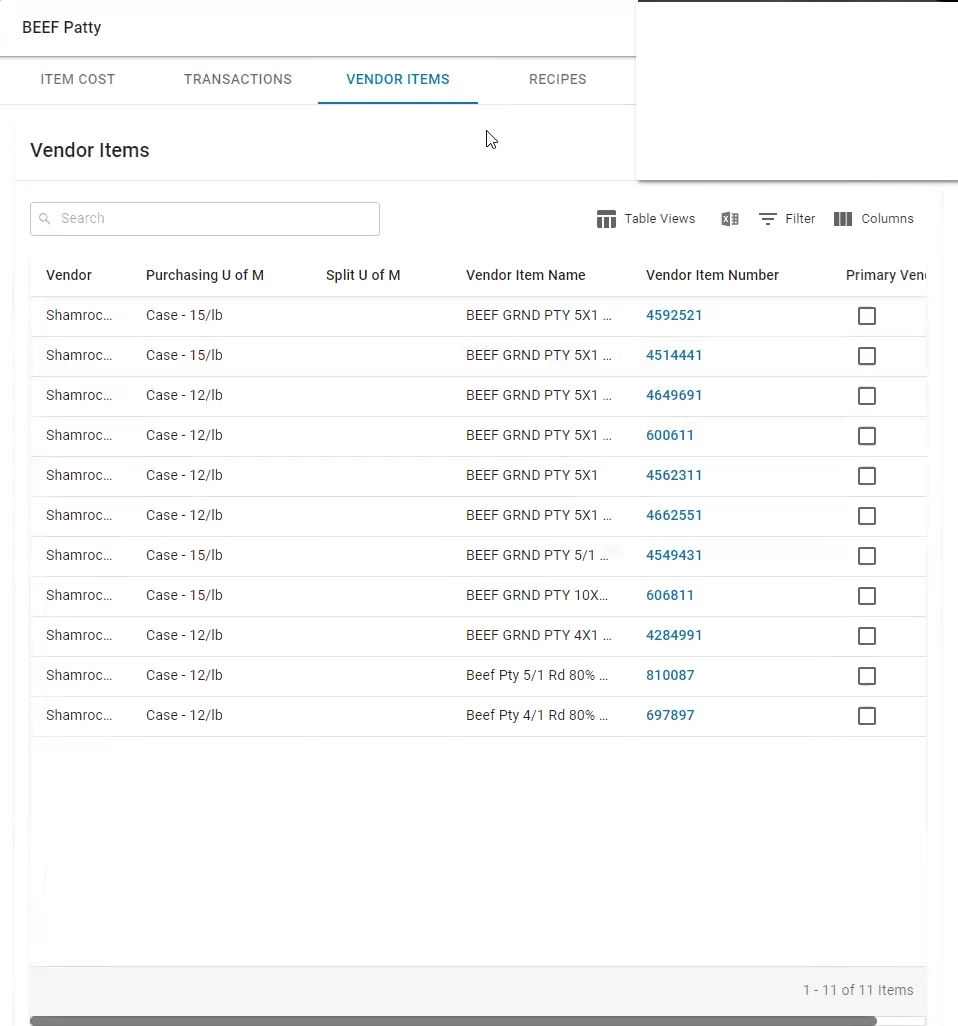 BEEF Patty
ITEM COST TRANSACTIONS VENDOR ITEMS RECIPES
Vendor Items
Search Table Views Filter Columns
Vendor Purchasing U of M Split U of M Vendor Item Name Vendor Item Number Primary Ven
Shamroc... Case - 15/lb BEEF GRND PTY 5X1 ... 4592521
Shamroc... Case - 15/lb BEEF GRND PTY 5X1 ... 4514441
Shamroc... Case - 12/lb BEEF GRND PTY 5X1 ... 4649691
Shamroc... Case - 12/lb BEEF GRND PTY 5X1 ... 600611
Shamroc... Case - 12/lb BEEF GRND PTY 5X1 4562311
Shamroc... Case - 12/lb BEEF GRND PTY 5X1 ... 4662551
Shamroc... Case - 15/lb BEEF GRND PTY 5/1 ... 4549431
Shamroc... Case - 15/lb BEEF GRND PTY 10X... 606811
Shamroc... Case - 12/lb BEEF GRND PTY 4X1 ... 4284991
Shamroc... Case - 12/lb Beef Pty 5/1 Rd 80% ... 810087
Shamroc... Case - 12/lb Beef Pty 4/1 Rd 80% ... 697897
1 - 11 of 11 Items